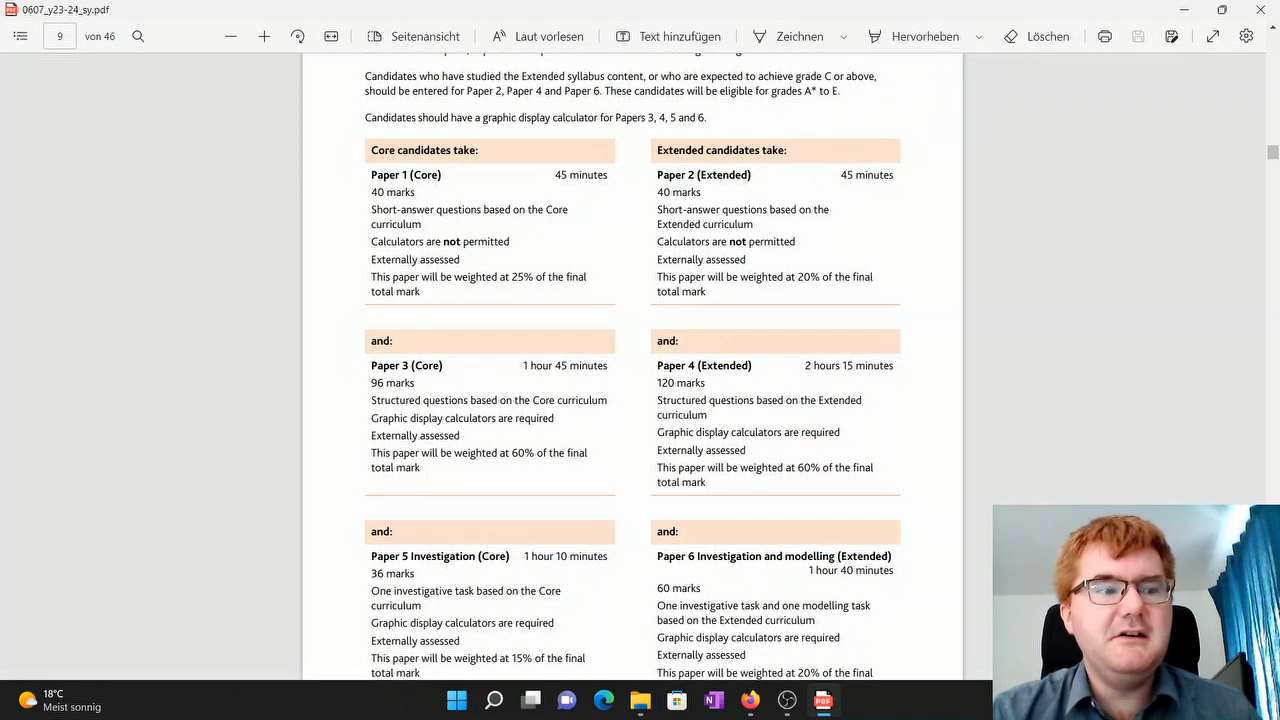 0607_y23-24_sy.pdf
9 von 46 Seitenansicht Laut vorlesen Text hinzufügen Zeichnen Hervorheben Löschen
Candidates who have studied the Extended syllabus content, or who are expected to achieve grade C or above,
should be entered for Paper 2, Paper 4 and Paper 6. These candidates will be eligible for grades A* to E.
Candidates should have a graphic display calculator for Papers 3, 4, 5 and 6.
Core candidates take:
Paper 1 (Core) 45 minutes
40 marks
Short-answer questions based on the Core
curriculum
Calculators are not permitted
Externally assessed
This paper will be weighted at 25% of the final
total mark
Extended candidates take:
Paper 2 (Extended) 45 minutes
40 marks
Short-answer questions based on the
Extended curriculum
Calculators are not permitted
Externally assessed
This paper will be weighted at 20% of the final
total mark
and:
Paper 3 (Core) 1 hour 45 minutes
96 marks
Structured questions based on the Core curriculum
Graphic display calculators are required
Externally assessed
This paper will be weighted at 60% of the final
total mark
and:
Paper 4 (Extended) 2 hours 15 minutes
120 marks
Structured questions based on the Extended
curriculum
Graphic display calculators are required
Externally assessed
This paper will be weighted at 60% of the final
total mark
and:
Paper 5 Investigation (Core) 1 hour 10 minutes
36 marks
One investigative task based on the Core
curriculum
Graphic display calculators are required
Externally assessed
This paper will be weighted at 15% of the final
total mark
and:
Paper 6 Investigation and modelling (Extended)
1 hour 40 minutes
60 marks
One investigative task and one modelling task
based on the Extended curriculum
Graphic display calculators are required
Externally assessed
This paper will be weighted at 20% of the final
18°C
Meist sonnig